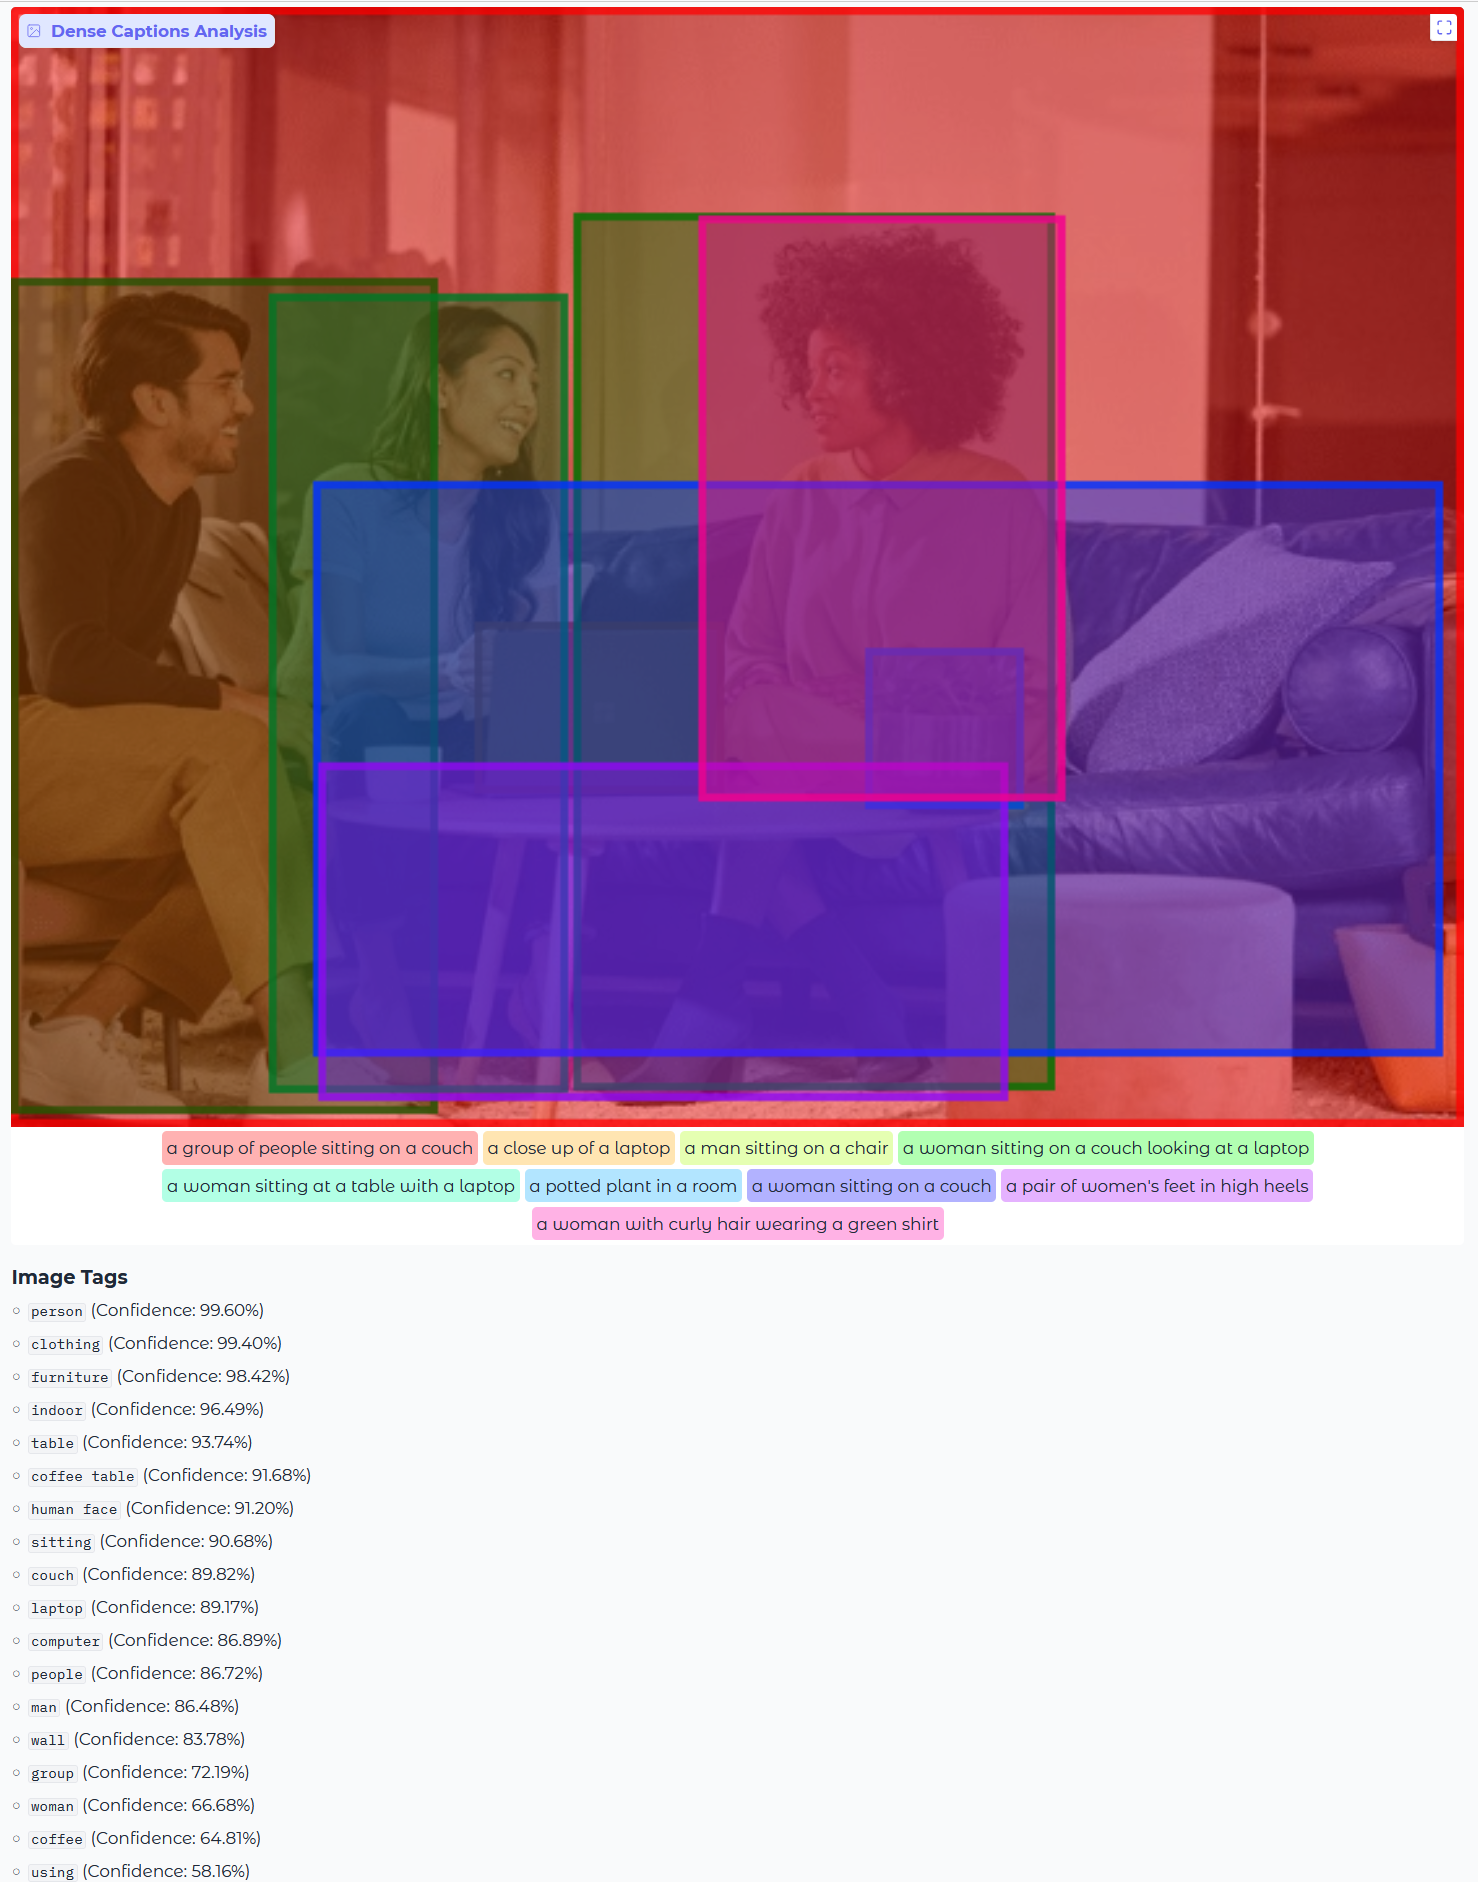 Dense Captions Analysis
a group of people sitting on a couch a close up of a laptop a man sitting on a chair a woman sitting on a couch looking at a laptop
a woman sitting at a table with a laptop a potted plant in a room a woman sitting on a couch a pair of women's feet in high heels
a woman with curly hair wearing a green shirt
Image Tags
person (Confidence: 99.60%)
clothing (Confidence: 99.40%)
furniture (Confidence: 98.42%)
indoor (Confidence: 96.49%)
table (Confidence: 93.74%)
coffee table (Confidence: 91.68%)
human face (Confidence: 91.20%)
sitting (Confidence: 90.68%)
couch (Confidence: 89.82%)
laptop (Confidence: 89.17%)
computer (Confidence: 86.89%)
people (Confidence: 86.72%)
man (Confidence: 86.48%)
wall (Confidence: 83.78%)
group (Confidence: 72.19%)
woman (Confidence: 66.68%)
coffee (Confidence: 64.81%)
using (Confidence: 58.16%)